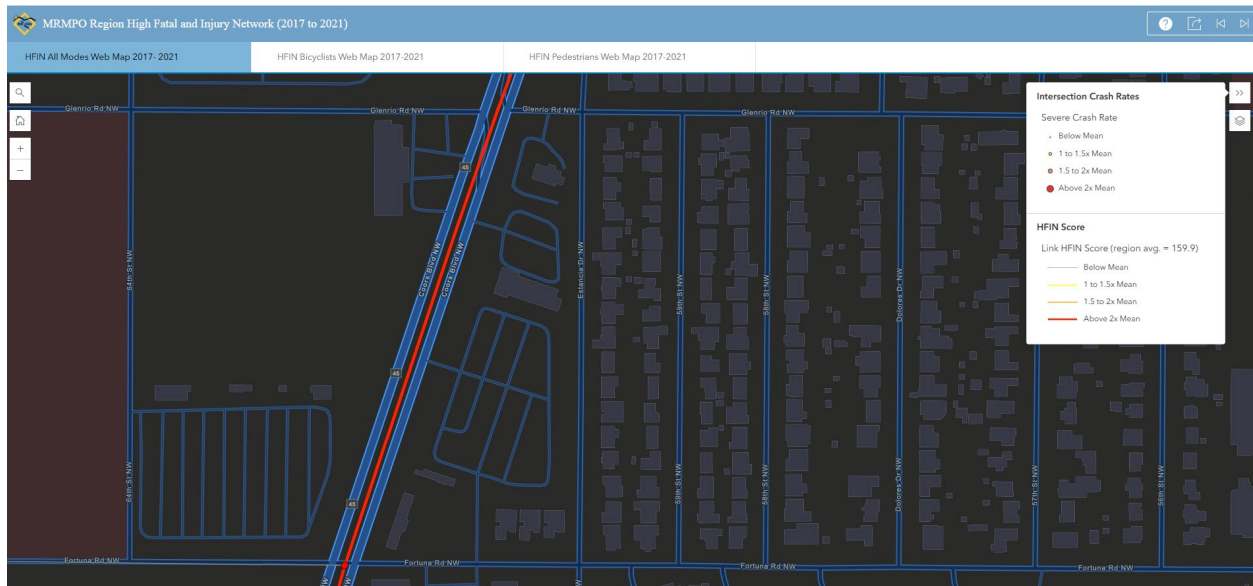 MRMPO Region High Fatal and Injury Network (2017 to 2021)
?
HFIN All Modes Web Map 2017- 2021
HFIN Bicyclists Web Map 2017-2021
HFIN Pedestrians Web Map 2017-2021
+
−
Intersection Crash Rates
Severe Crash Rate
Below Mean
1 to 1.5x Mean
1.5 to 2x Mean
Above 2x Mean
HFIN Score
Link HFIN Score (region avg. = 159.9)
Below Mean
1 to 1.5x Mean
1.5 to 2x Mean
Above 2x Mean
Glenrio Rd NW
Glenrio Rd NW
Glenrio Rd NW
Glenrio Rd NW
45
64th St NW
Coors Blvd NW
Coors Blvd NW
Estancia Dr NW
59th St NW
58th St NW
Dolores Dr NW
45
64th St NW
59th St NW
58th St NW
Dolores Dr NW
57th St NW
56th St NW
45
Fortuna Rd NW
Fortuna Rd NW
Fortuna Rd NW
Fortuna Rd NW